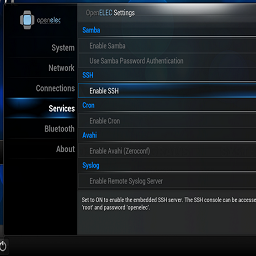 openelec
OpenELEC Settings
System
Network
Connections
Services
Bluetooth
About
Samba
Enable Samba
Use Samba Password Authentication
SSH
Enable SSH
Cron
Enable Cron
Avahi
Enable Avahi (Zeroconf)
Syslog
Enable Remote Syslog Server
Set to ON to enable the embedded SSH server. The SSH console can be accesse
'root' and password 'openelec'.